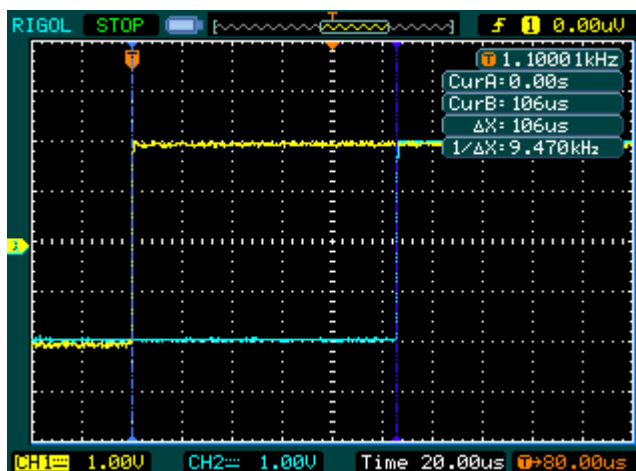 RIGOL STOP 1 0.00uV
T 1.10001kHz
CurA=0.00s
CurB=106us
ΔX=106us
1/ΔX=9.470kHz
CH1 1.00V CH2 1.00V Time 20.00us T→80.00us